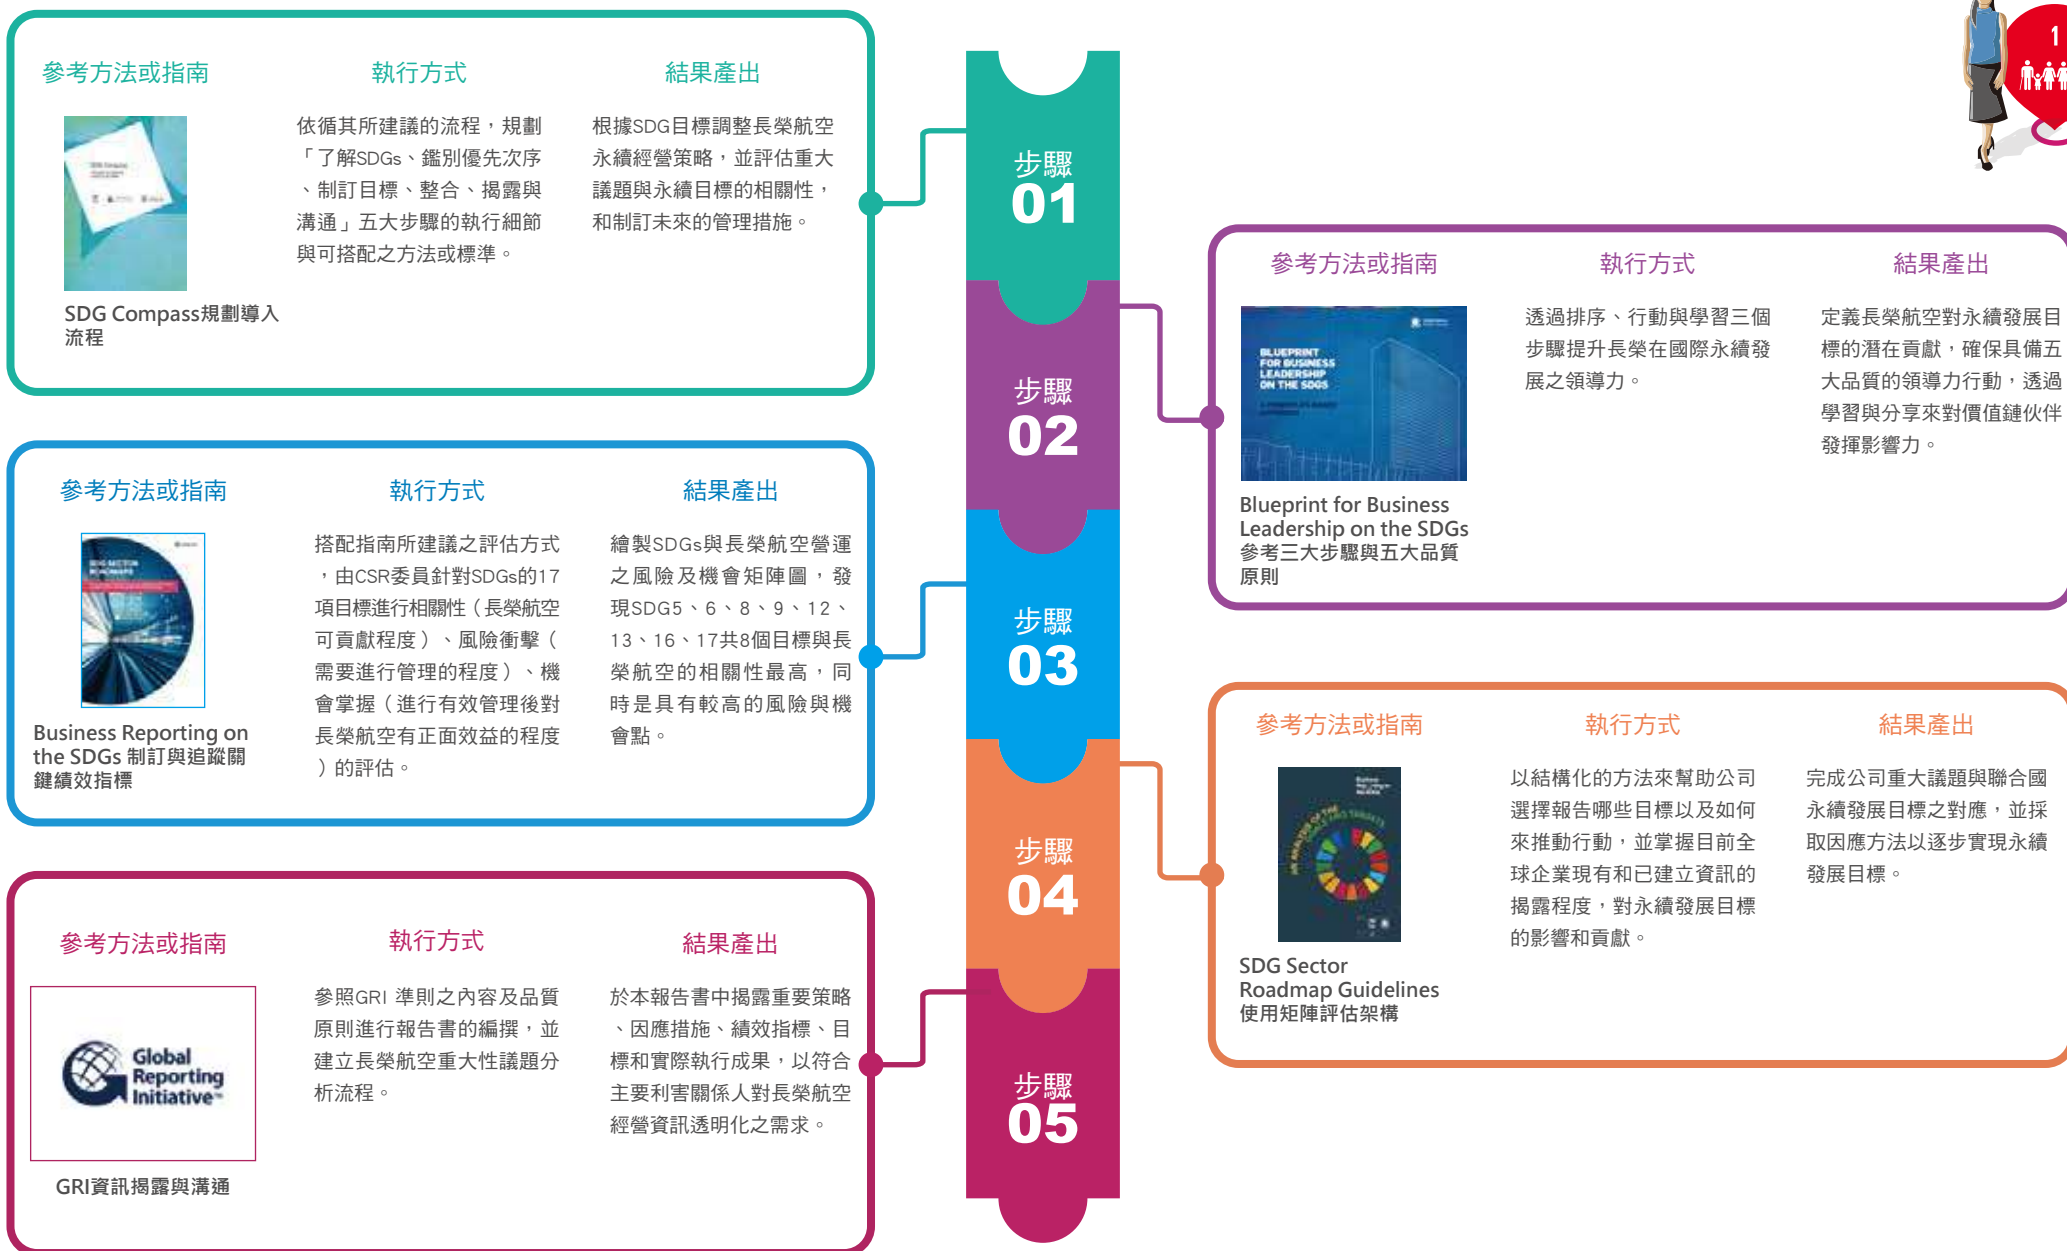 參考方法或指南
執行方式
結果產出
SDG Compass規劃導入
流程
依循其所建議的流程，規劃
「了解SDGs、鑑別優先次序
、制訂目標、整合、揭露與
溝通」五大步驟的執行細節
與可搭配之方法或標準。
根據SDG目標調整長榮航空
永續經營策略，並評估重大
議題與永續目標的相關性，
和制訂未來的管理措施。
步驟
01
1
參考方法或指南
執行方式
結果產出
BLUEPRINT
FOR BUSINESS
LEADERSHIP
ON THE SDGS
Blueprint for Business
Leadership on the SDGs
參考三大步驟與五大品質
原則
透過排序、行動與學習三個
步驟提升長榮在國際永續發
展之領導力。
定義長榮航空對永續發展目
標的潛在貢獻，確保具備五
大品質的領導力行動，透過
學習與分享來對價值鏈伙伴
發揮影響力。
步驟
02
參考方法或指南
執行方式
結果產出
SDG SECTOR
ROADMAPS
Business Reporting on
the SDGs 制訂與追蹤關
鍵績效指標
搭配指南所建議之評估方式
，由CSR委員針對SDGs的17
項目標進行相關性（長榮航空
可貢獻程度）、風險衝擊（
需要進行管理的程度）、機
會掌握（進行有效管理後對
長榮航空有正面效益的程度
）的評估。
繪製SDGs與長榮航空營運
之風險及機會矩陣圖，發
現SDG5、6、8、9、12、
13、16、17共8個目標與長
榮航空的相關性最高，同
時是具有較高的風險與機
會點。
步驟
03
參考方法或指南
執行方式
結果產出
AN ANALYSIS OF THE
GOALS AND TARGETS
SDG Sector
Roadmap Guidelines
使用矩陣評估架構
以結構化的方法來幫助公司
選擇報告哪些目標以及如何
來推動行動，並掌握目前全
球企業現有和已建立資訊的
揭露程度，對永續發展目標
的影響和貢獻。
完成公司重大議題與聯合國
永續發展目標之對應，並採
取因應方法以逐步實現永續
發展目標。
步驟
04
參考方法或指南
執行方式
結果產出
Global
Reporting
Initiative™
GRI資訊揭露與溝通
參照GRI 準則之內容及品質
原則進行報告書的編撰，並
建立長榮航空重大性議題分
析流程。
於本報告書中揭露重要策略
、因應措施、績效指標、目
標和實際執行成果，以符合
主要利害關係人對長榮航空
經營資訊透明化之需求。
步驟
05